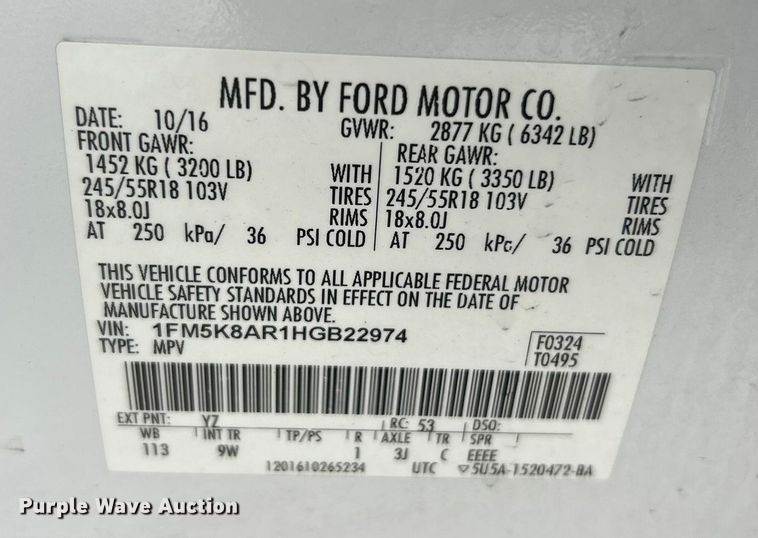 MFD. BY FORD MOTOR CO.
DATE: 10/16 GVWR: 2877 KG ( 6342 LB)
FRONT GAWR: REAR GAWR:
1452 KG ( 3200 LB) WITH 1520 KG ( 3350 LB) WITH
245/55R18 103V TIRES 245/55R18 103V TIRES
18x8.0J RIMS 18x8.0J RIMS
AT 250 kPa/ 36 PSI COLD AT 250 kPa/ 36 PSI COLD
THIS VEHICLE CONFORMS TO ALL APPLICABLE FEDERAL MOTOR
VEHICLE SAFETY STANDARDS IN EFFECT ON THE DATE OF
MANUFACTURE SHOWN ABOVE.
VIN: 1FM5K8AR1HGB22974
TYPE: MPV
F0324
T0495
EXT PNT: YZ RC: 53 DSO:
WB INT TR TP/PS R AXLE TR SPR
113 9W 1 3J C EEEE
1201610265234 UTC ▽5U5A-1520472-BA
Purple Wave Auction